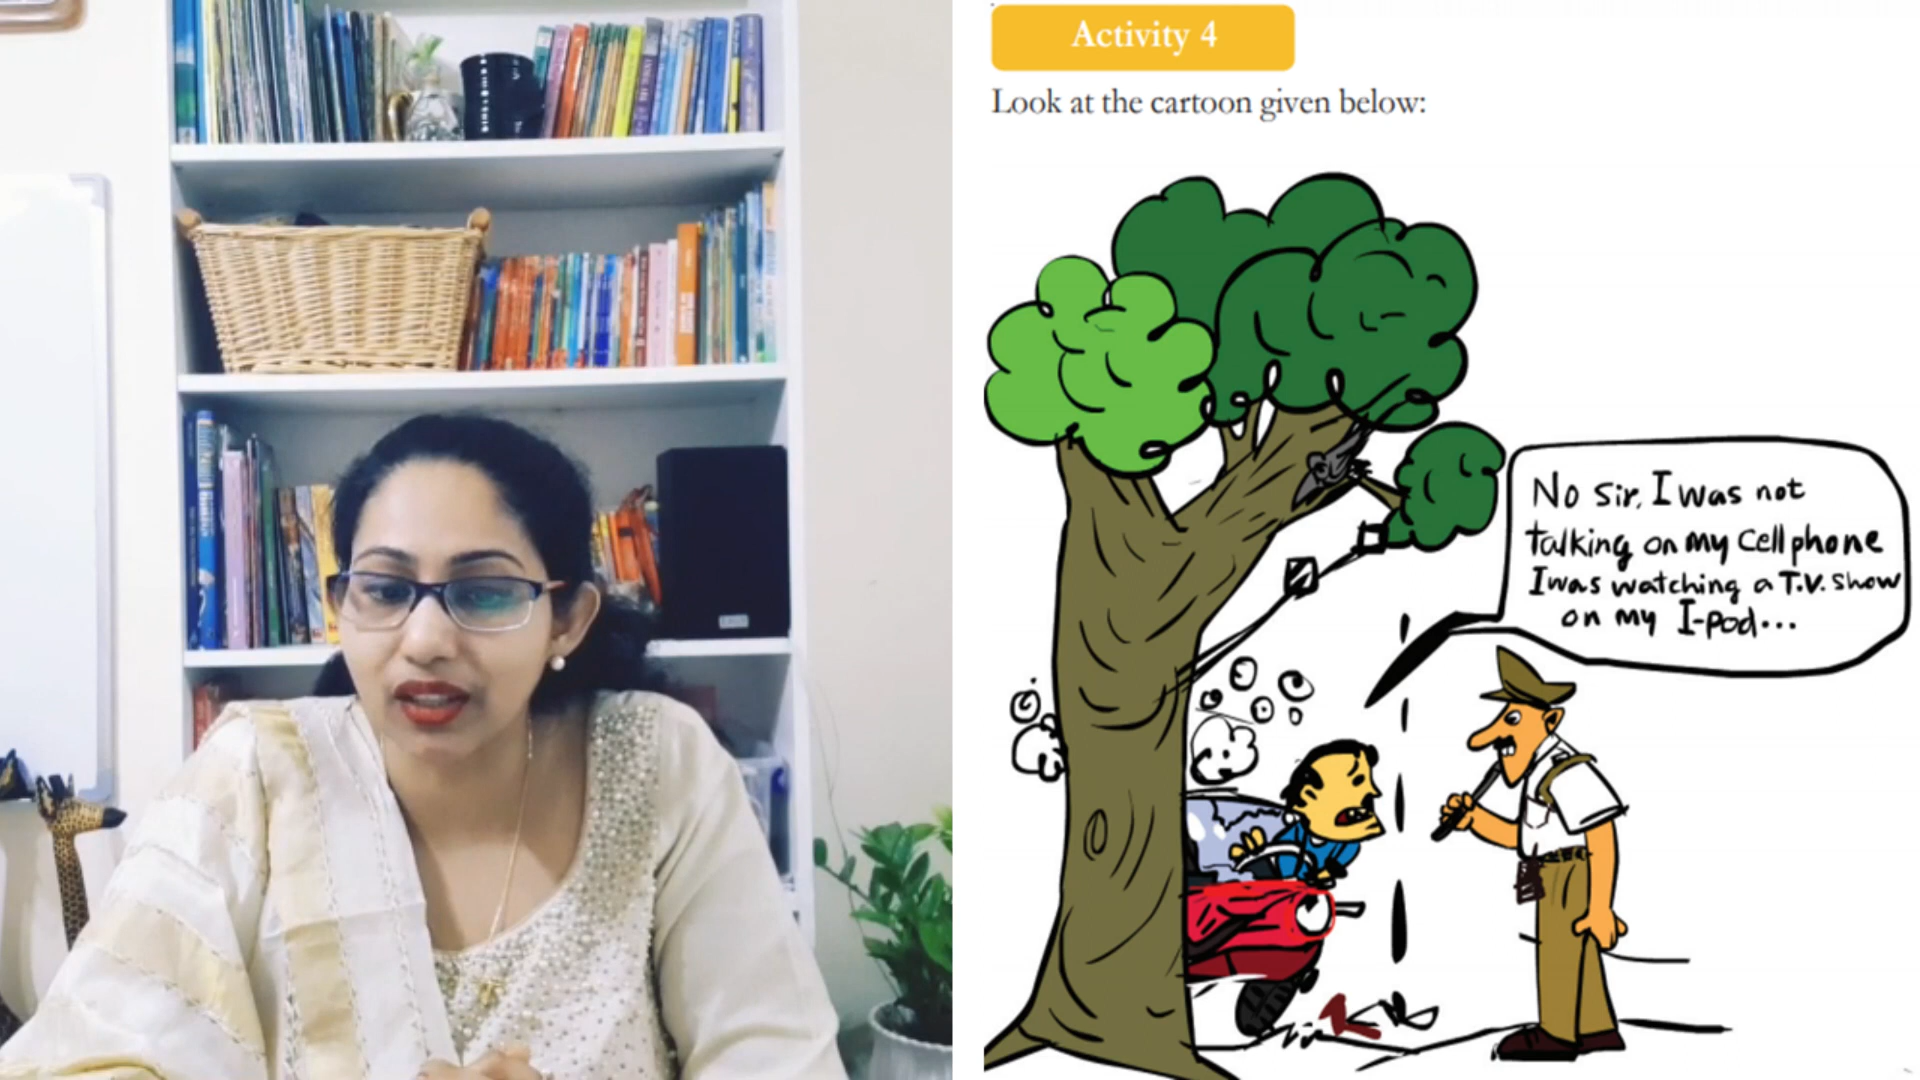 Activity 4
Look at the cartoon given below:
No Sir, I was not
talking on my Cell phone
I was watching a T.V. Show
on my I-pod...